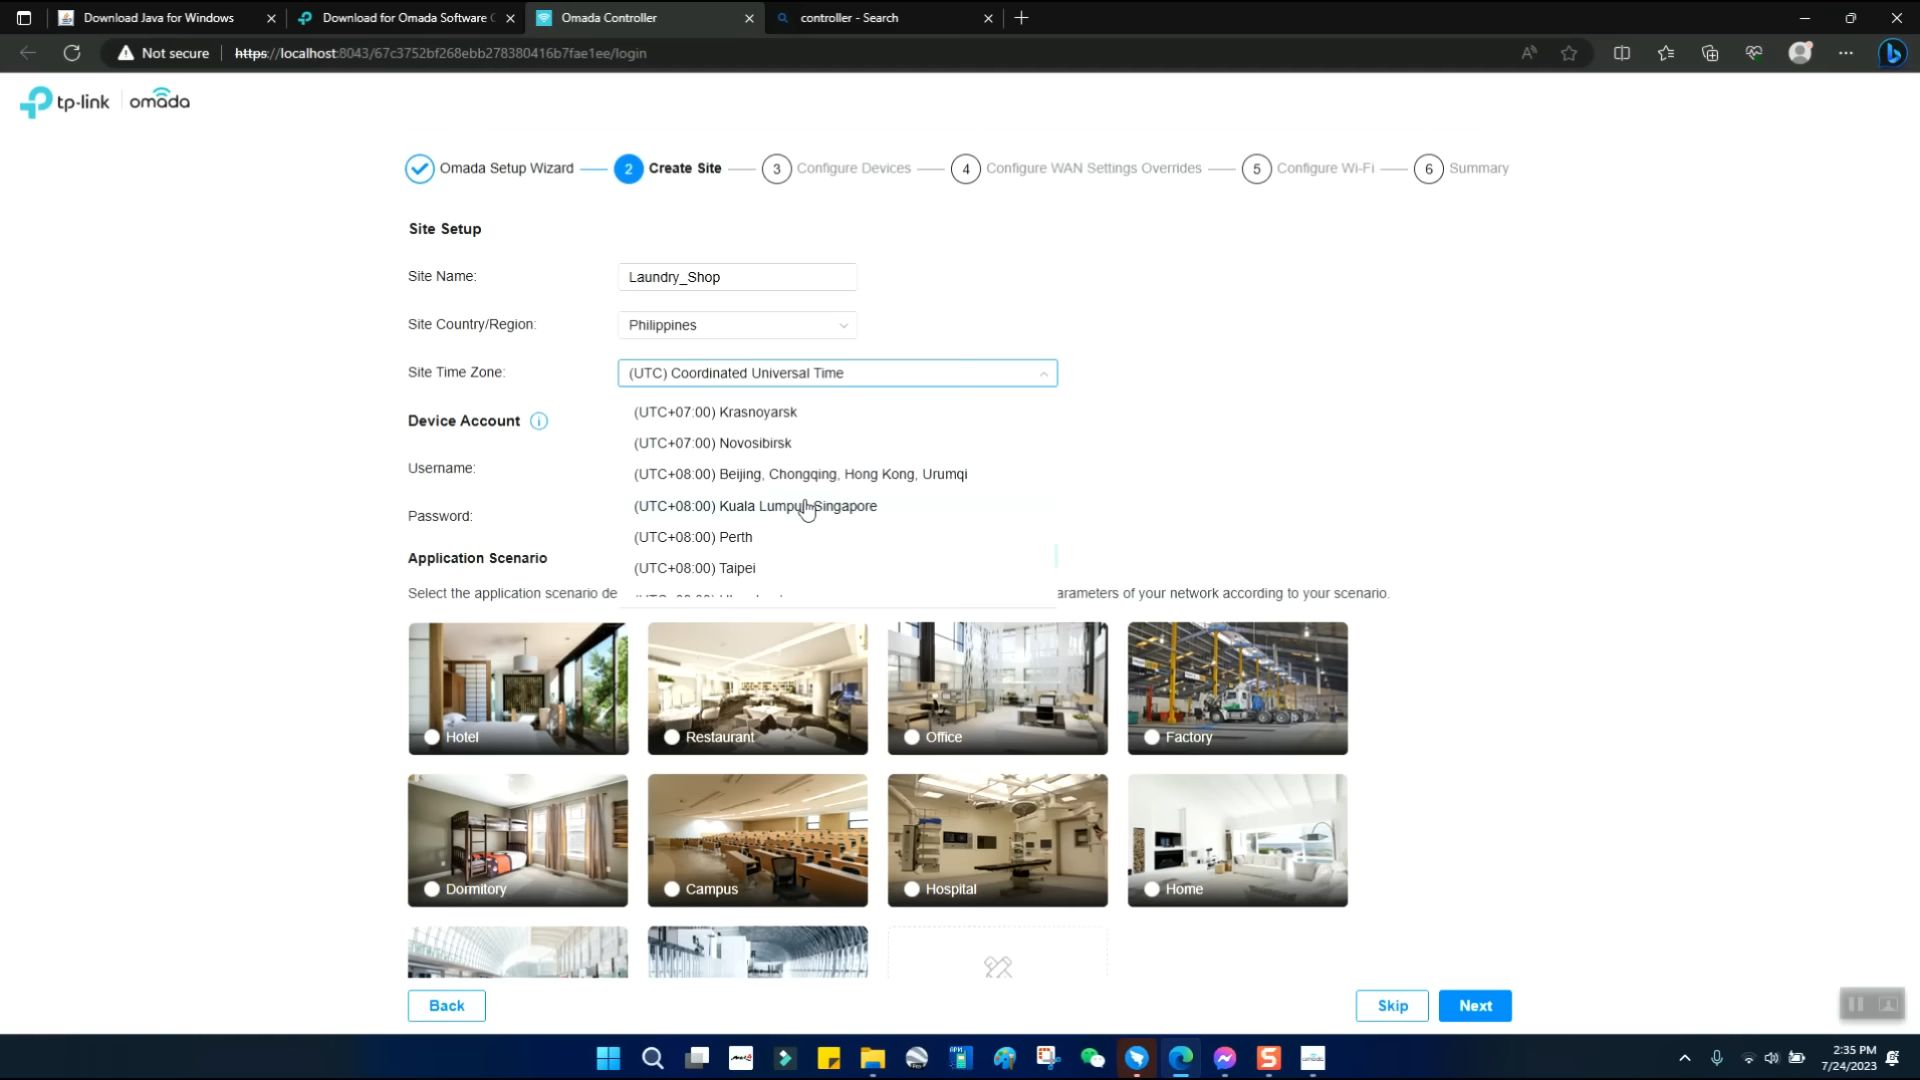 Download Java for Windows
Download for Omada Software C
Omada Controller
controller - Search
Not secure
https://localhost:8043/67c3752bf268ebb278380416b7fae1ee/login
tp-link omada
Omada Setup Wizard
2 Create Site
3 Configure Devices
4 Configure WAN Settings Overrides
5 Configure Wi-Fi
6 Summary
Site Setup
Site Name:
Laundry_Shop
Site Country/Region:
Philippines
Site Time Zone:
(UTC) Coordinated Universal Time
(UTC+07:00) Krasnoyarsk
Device Account
(UTC+07:00) Novosibirsk
Username:
(UTC+08:00) Beijing, Chongqing, Hong Kong, Urumqi
(UTC+08:00) Kuala Lumpur, Singapore
Password:
(UTC+08:00) Perth
Application Scenario
(UTC+08:00) Taipei
Select the application scenario de
arameters of your network according to your scenario.
Hotel
Restaurant
Office
Factory
Dormitory
Campus
Hospital
Home
Back
Skip
Next
2:35 PM
7/24/2023